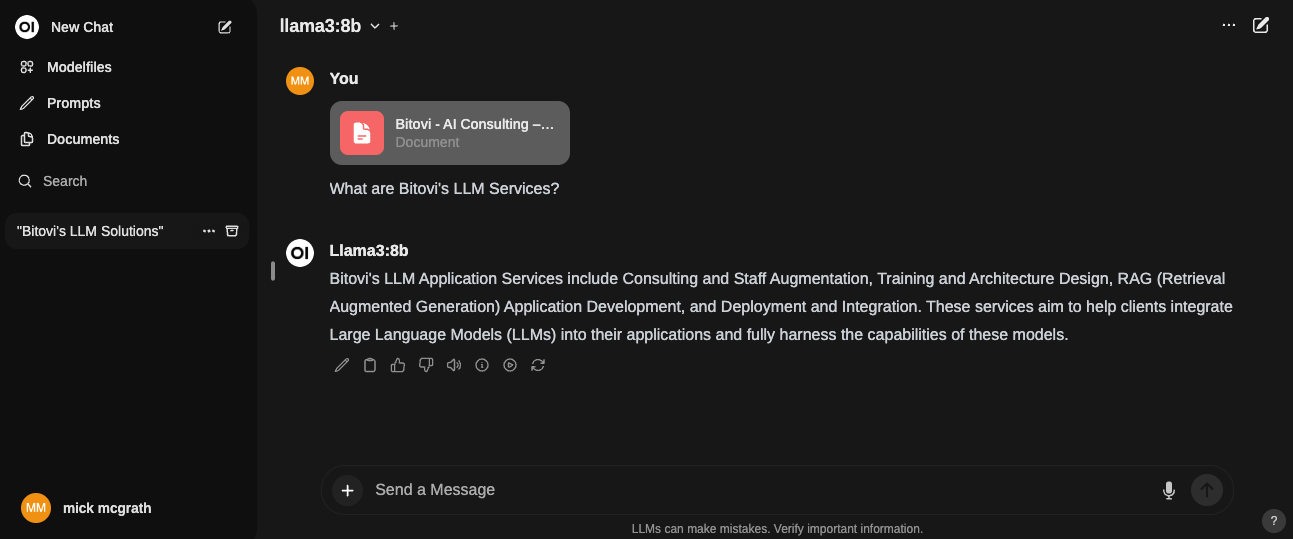 OI New Chat
Modelfiles
Prompts
Documents
Search
"Bitovi's LLM Solutions"
MM mick mcgrath
llama3:8b
MM You
Bitovi - AI Consulting –...
Document
What are Bitovi's LLM Services?
OI Llama3:8b
Bitovi's LLM Application Services include Consulting and Staff Augmentation, Training and Architecture Design, RAG (Retrieval
Augmented Generation) Application Development, and Deployment and Integration. These services aim to help clients integrate
Large Language Models (LLMs) into their applications and fully harness the capabilities of these models.
Send a Message
LLMs can make mistakes. Verify important information.
?